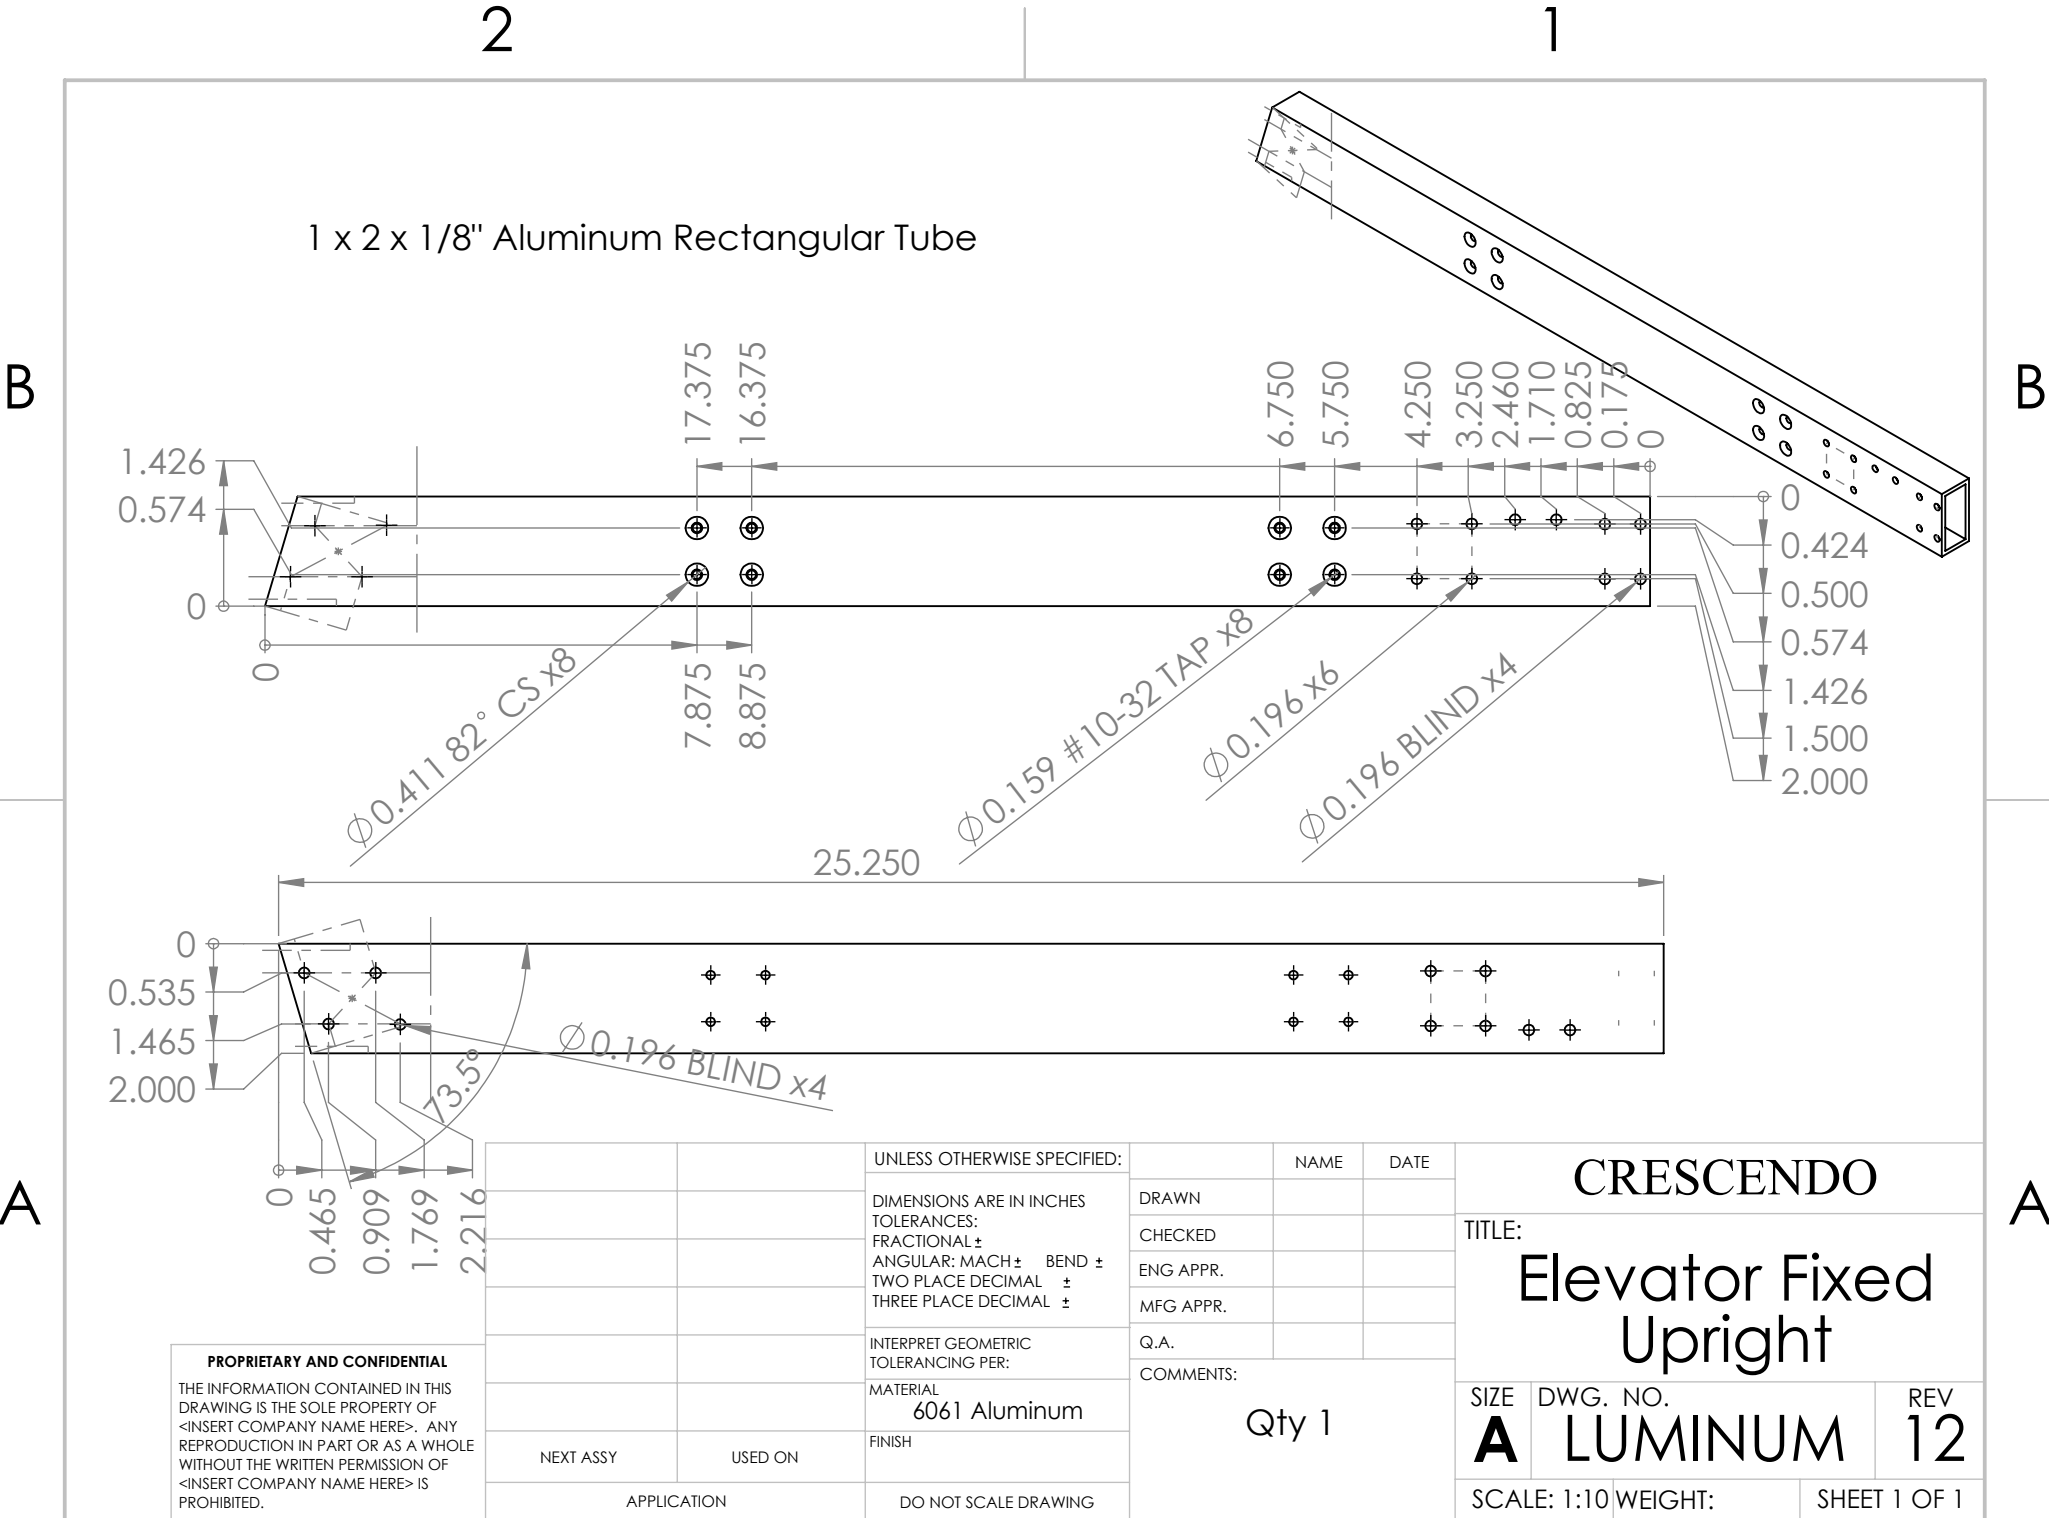 2
1
B
B
1 x 2 x 1/8" Aluminum Rectangular Tube
17.375
16.375
6.750
5.750
4.250
3.250
2.460
1.710
0.825
0.175
0
1.426
0.574
0
0
0.424
0.500
0.574
1.426
1.500
2.000
0
7.875
8.875
⌀0.411 82° CS x8
⌀0.159 #10-32 TAP x8
⌀0.196 x6
⌀0.196 BLIND x4
25.250
0
0.535
1.465
2.000
⌀0.196 BLIND x4
73.5°
0
0.465
0.909
1.769
2.216
A
A
UNLESS OTHERWISE SPECIFIED:
DIMENSIONS ARE IN INCHES
TOLERANCES:
FRACTIONAL ±
ANGULAR: MACH ± BEND ±
TWO PLACE DECIMAL ±
THREE PLACE DECIMAL ±
INTERPRET GEOMETRIC
TOLERANCING PER:
MATERIAL
6061 Aluminum
FINISH
DO NOT SCALE DRAWING
NAME
DATE
DRAWN
CHECKED
ENG APPR.
MFG APPR.
Q.A.
COMMENTS:
Qty 1
CRESCENDO
TITLE:
Elevator Fixed
Upright
SIZE
A
DWG. NO.
LUMINUM
REV
12
SCALE: 1:10
WEIGHT:
SHEET 1 OF 1
PROPRIETARY AND CONFIDENTIAL
THE INFORMATION CONTAINED IN THIS
DRAWING IS THE SOLE PROPERTY OF
<INSERT COMPANY NAME HERE>. ANY
REPRODUCTION IN PART OR AS A WHOLE
WITHOUT THE WRITTEN PERMISSION OF
<INSERT COMPANY NAME HERE> IS
PROHIBITED.
NEXT ASSY
USED ON
APPLICATION